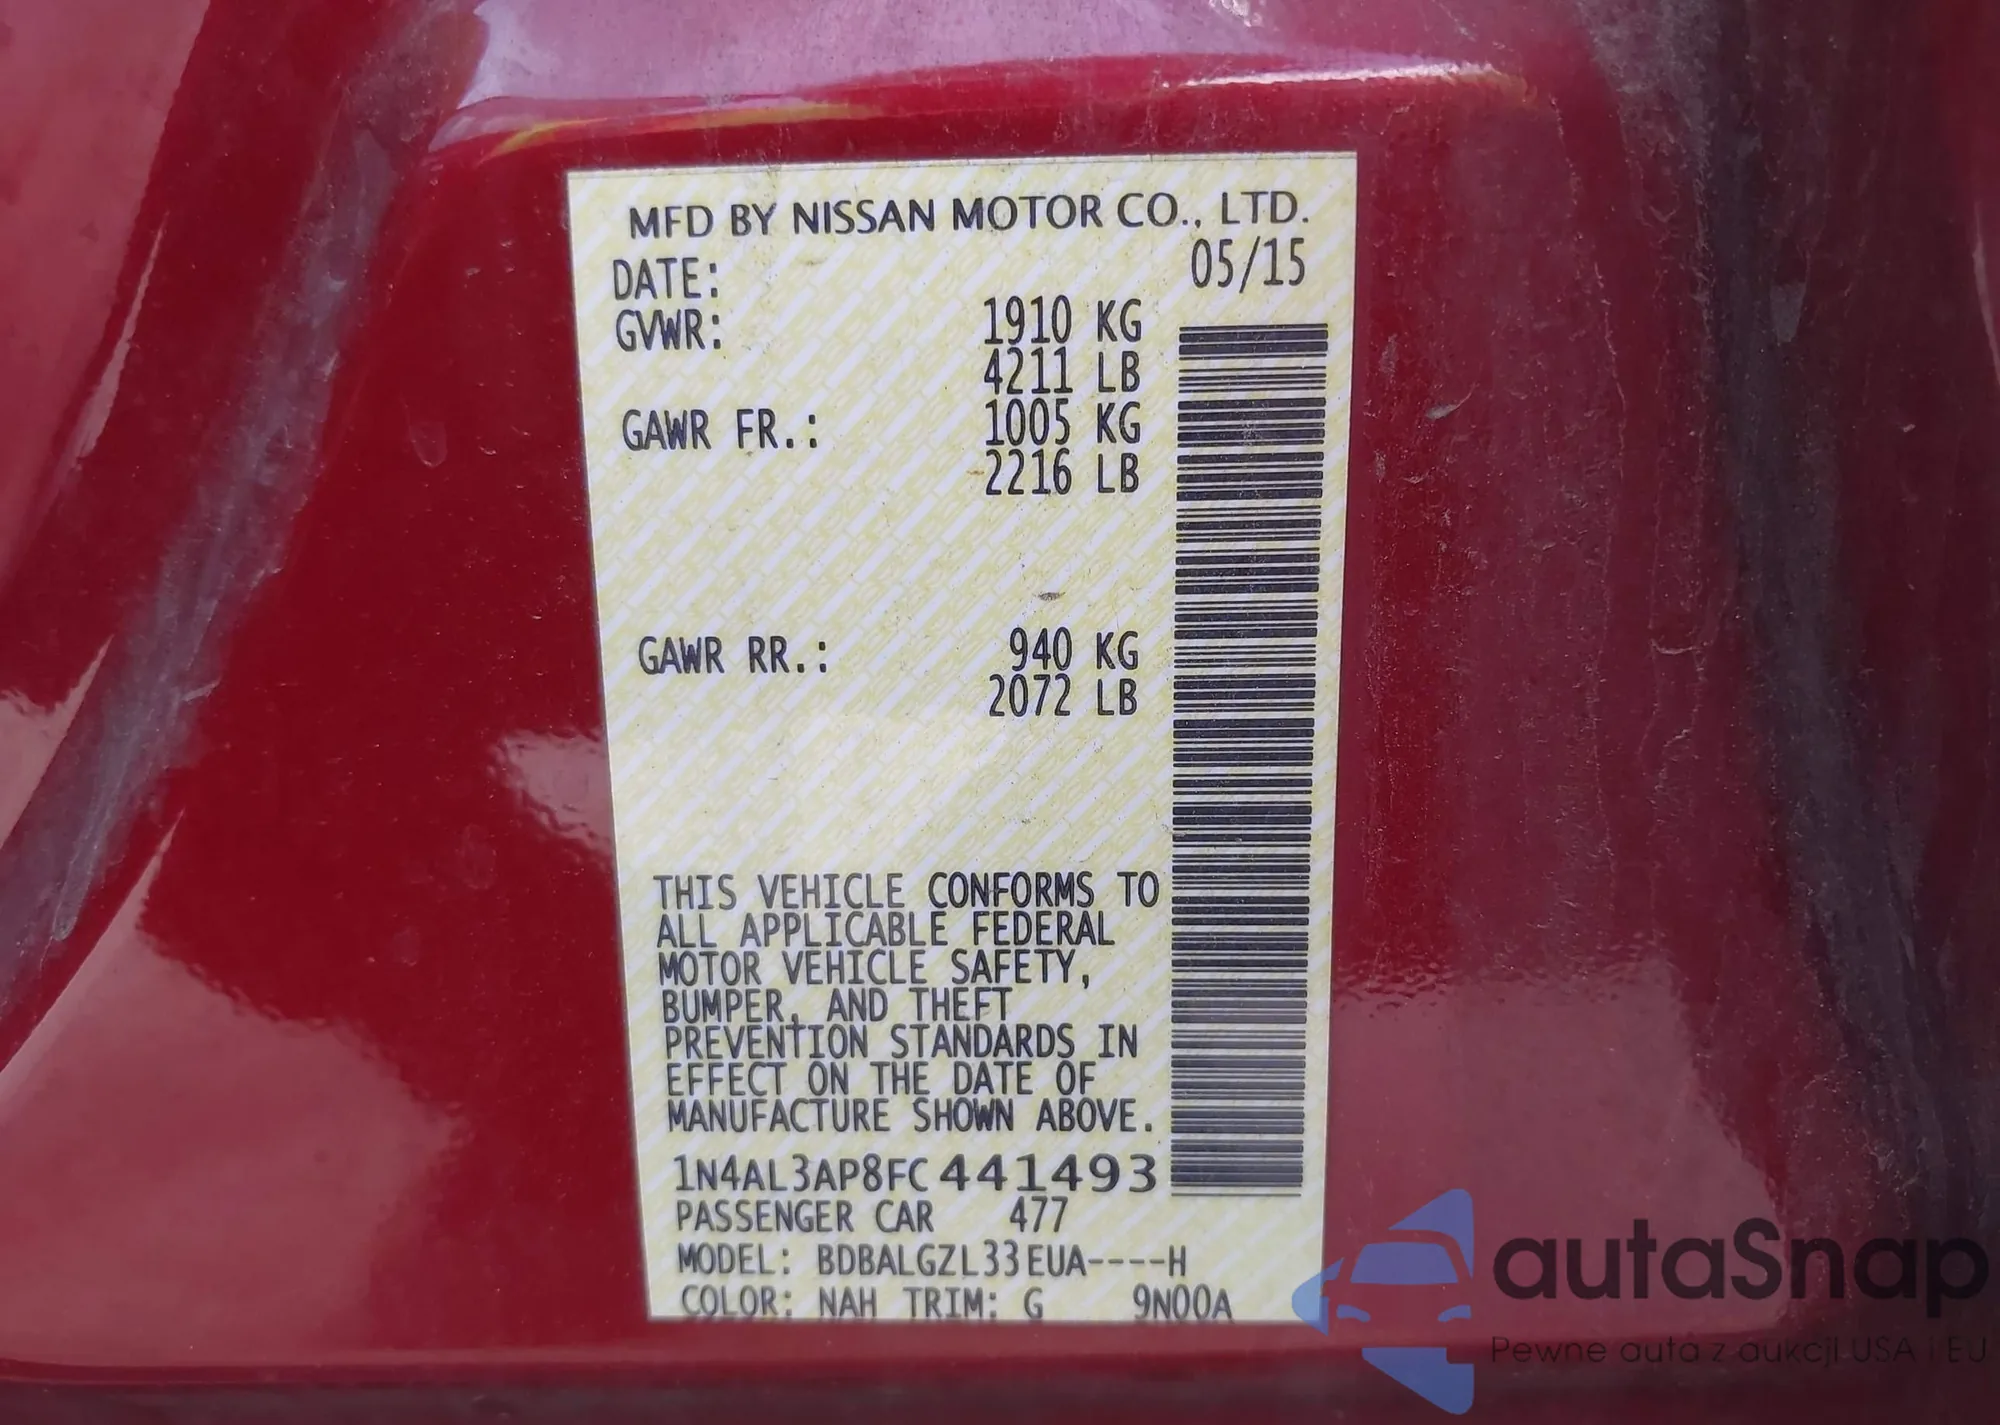 MFD BY NISSAN MOTOR CO., LTD.
DATE: 05/15
GVWR: 1910 KG
4211 LB
GAWR FR.: 1005 KG
2216 LB
GAWR RR.: 940 KG
2072 LB
THIS VEHICLE CONFORMS TO
ALL APPLICABLE FEDERAL
MOTOR VEHICLE SAFETY,
BUMPER, AND THEFT
PREVENTION STANDARDS IN
EFFECT ON THE DATE OF
MANUFACTURE SHOWN ABOVE.
1N4AL3AP8FC441493
PASSENGER CAR 477
MODEL: BDBALGZL33EUA----H
COLOR: NAH TRIM: G 9N00A
autaSnap
Pewne auta z aukcji USA i EU